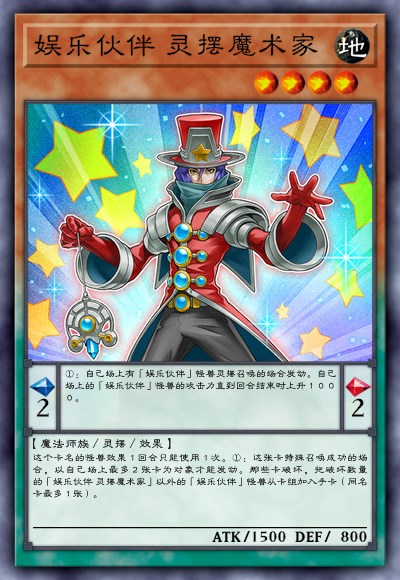 娱乐伙伴 灵摆魔术家
地
①：自己场上有「娱乐伙伴」怪兽灵摆召唤的场合发动。自己
场上的「娱乐伙伴」怪兽的攻击力直到回合结束时上升１０００
。
2
2
【魔法师族／灵摆／效果】
这个卡名的怪兽效果１回合只能使用１次。①：这张卡特殊召唤成功的场
合，以自己场上最多２张卡为对象才能发动。那些卡破坏，把破坏数量
的「娱乐伙伴 灵摆魔术家」以外的「娱乐伙伴」怪兽从卡组加入手卡（同名
卡最多１张）。
ATK/1500 DEF/ 800